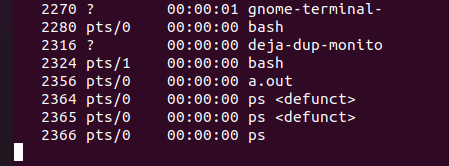 2270 ? 00:00:01 gnome-terminal-
2280 pts/0 00:00:00 bash
2316 ? 00:00:00 deja-dup-monito
2324 pts/1 00:00:00 bash
2356 pts/0 00:00:00 a.out
2364 pts/0 00:00:00 ps <defunct>
2365 pts/0 00:00:00 ps <defunct>
2366 pts/0 00:00:00 ps